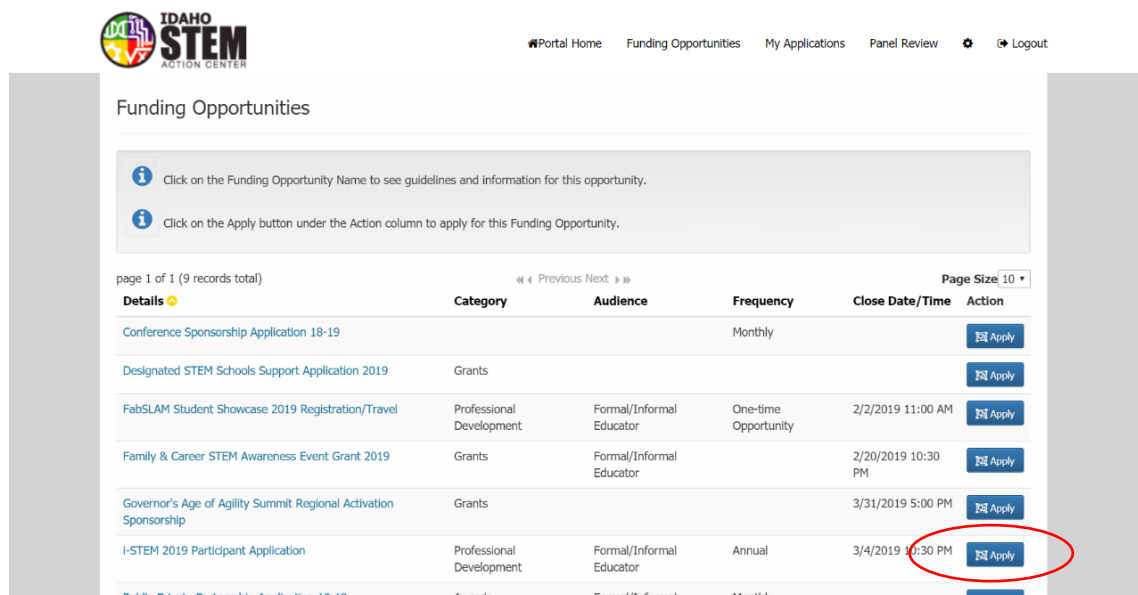 IDAHO
STEM
ACTION CENTER
Portal Home Funding Opportunities My Applications Panel Review Logout
Funding Opportunities
Click on the Funding Opportunity Name to see guidelines and information for this opportunity.
Click on the Apply button under the Action column to apply for this Funding Opportunity.
page 1 of 1 (9 records total) Previous Next Page Size 10
Details Category Audience Frequency Close Date/Time Action
Conference Sponsorship Application 18-19 Monthly Apply
Designated STEM Schools Support Application 2019 Grants Apply
FabSLAM Student Showcase 2019 Registration/Travel Professional Formal/Informal One-time 2/2/2019 11:00 AM Apply
Development Educator Opportunity
Family & Career STEM Awareness Event Grant 2019 Grants Formal/Informal 2/20/2019 10:30 Apply
Educator PM
Governor's Age of Agility Summit Regional Activation Grants 3/31/2019 5:00 PM Apply
Sponsorship
i-STEM 2019 Participant Application Professional Formal/Informal Annual 3/4/2019 10:30 PM Apply
Development Educator